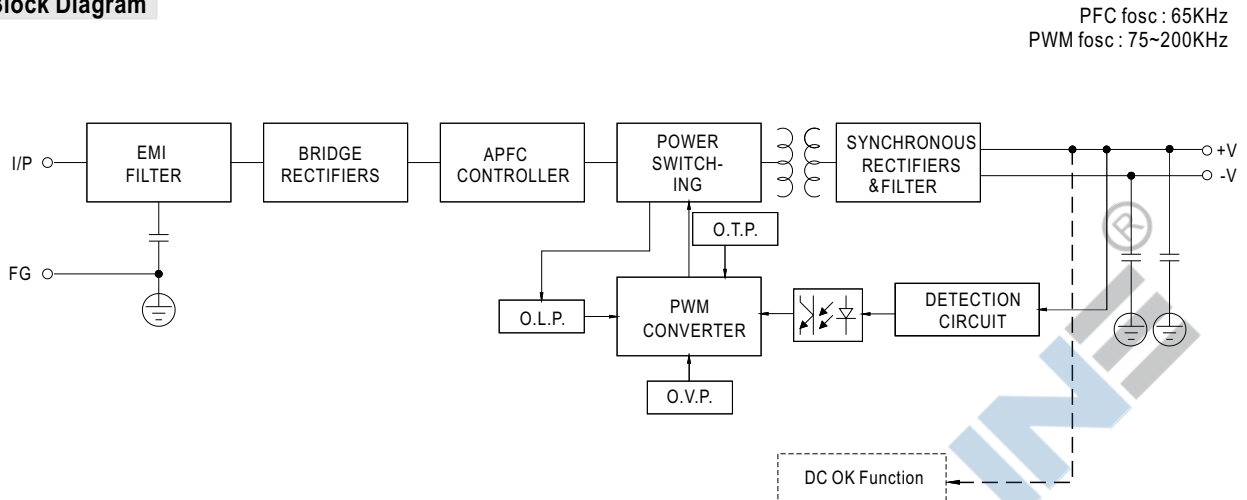 Block Diagram
PFC fosc : 65KHz
PWM fosc : 75~200KHz
I/P
EMI
FILTER
BRIDGE
RECTIFIERS
APFC
CONTROLLER
POWER
SWITCH-
ING
SYNCHRONOUS
RECTIFIERS
&FILTER
+V
-V
O.T.P.
®
FG
O.L.P.
PWM
CONVERTER
DETECTION
CIRCUIT
O.V.P.
DC OK Function